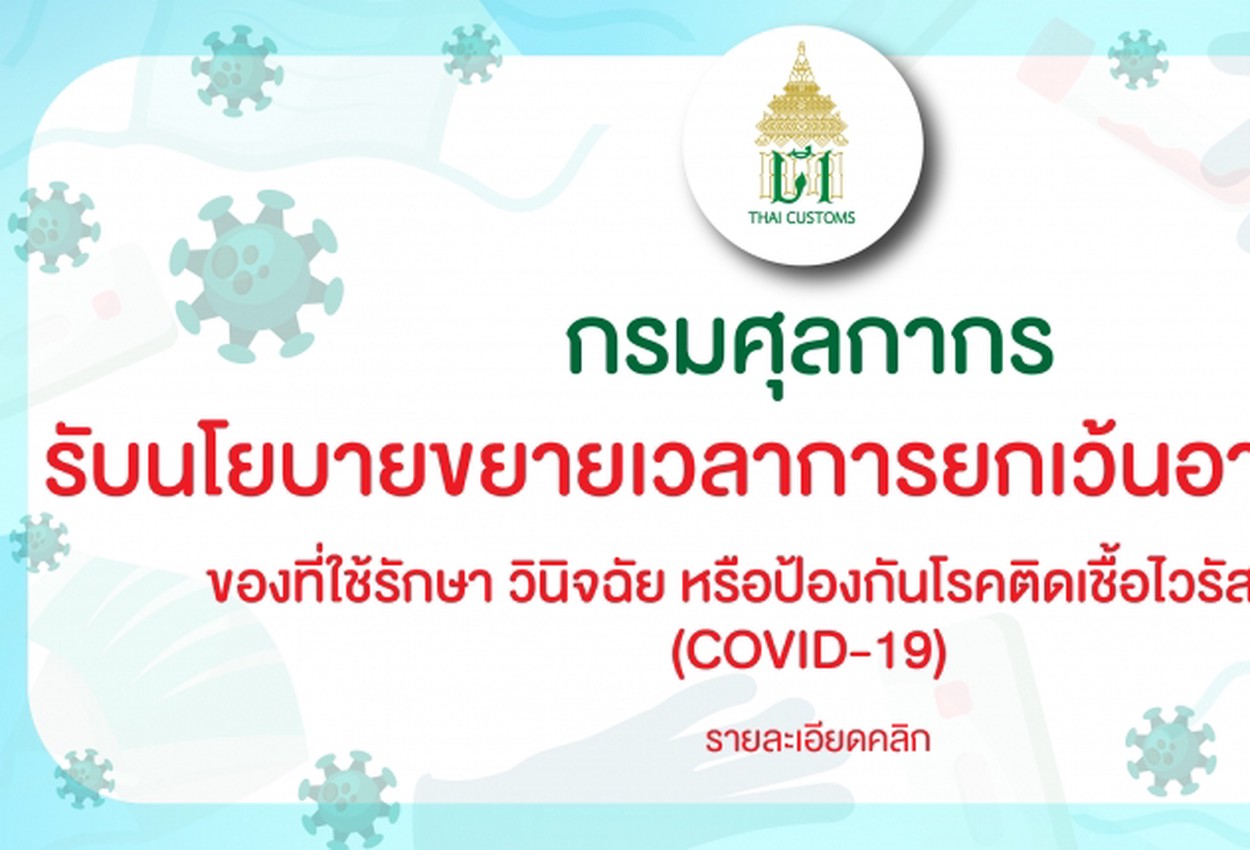 THAI CUSTOMS
กรมศุลกากร
รับนโยบายขยายเวลาการยกเว้นอา
ของที่ใช้รักษา วินิจฉัย หรือป้องกันโรคติดเชื้อไวรัส
(COVID-19)
รายละเอียดคลิก